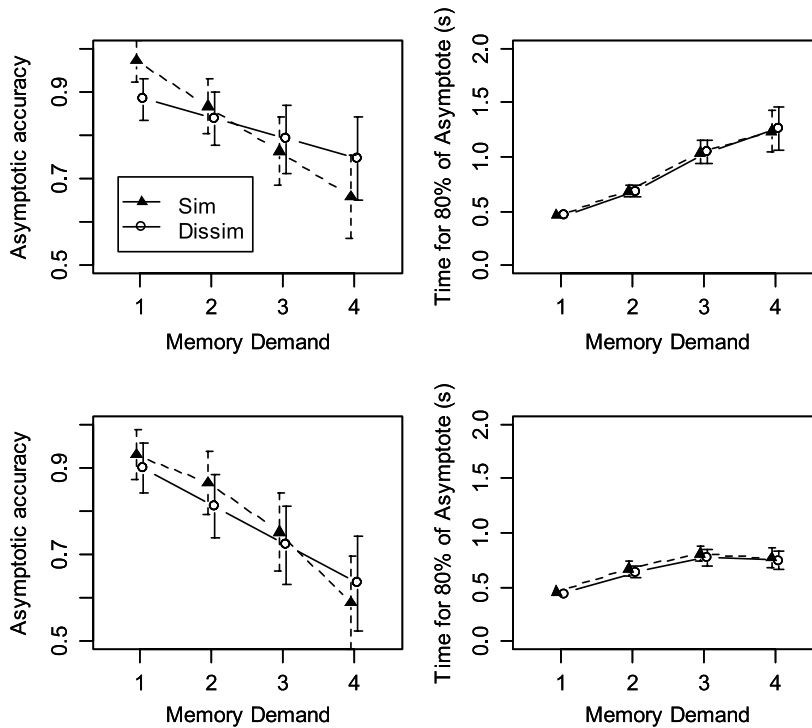 Asymptotic accuracy
0.5 0.7 0.9
Sim
Dissim
1 2 3 4
Memory Demand
Time for 80% of Asymptote (s)
0.0 0.5 1.0 1.5 2.0
1 2 3 4
Memory Demand
Asymptotic accuracy
0.5 0.7 0.9
1 2 3 4
Memory Demand
Time for 80% of Asymptote (s)
0.0 0.5 1.0 1.5 2.0
1 2 3 4
Memory Demand